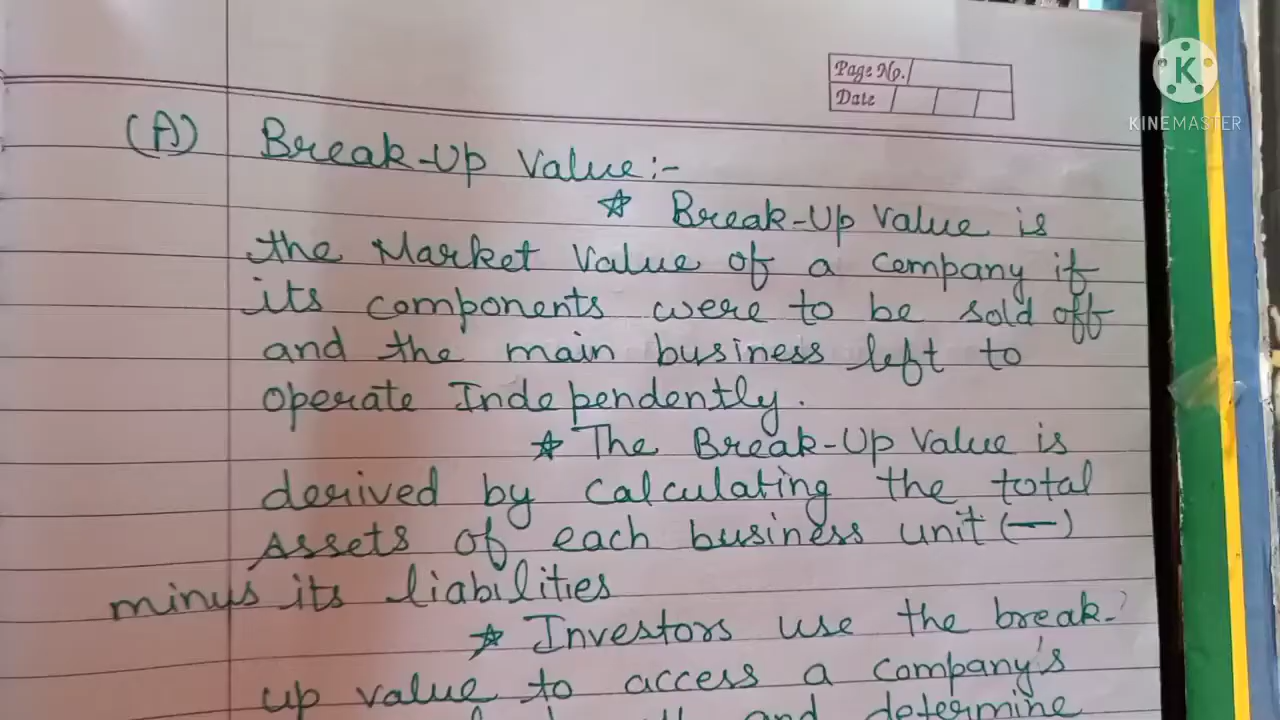 Page No.
Date
K
KINEMASTER
(A) Break-Up Value:-
☆ Break-Up Value is
the Market Value of a company if
its components were to be sold off
and the main business left to
operate Independently.
☆ The Break-Up Value is
derived by calculating the total
Assets of each business unit (—)
minus its liabilities
☆ Investors use the break-
up value to access a company's
and determine